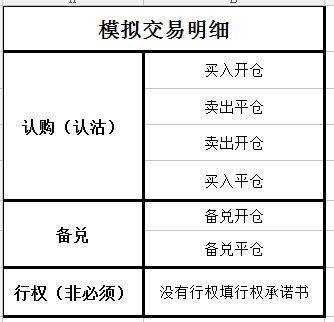 模拟交易明细
认购（认沽）
买入开仓
卖出平仓
卖出开仓
买入平仓
备兑
备兑开仓
备兑平仓
行权（非必须）
没有行权填行权承诺书